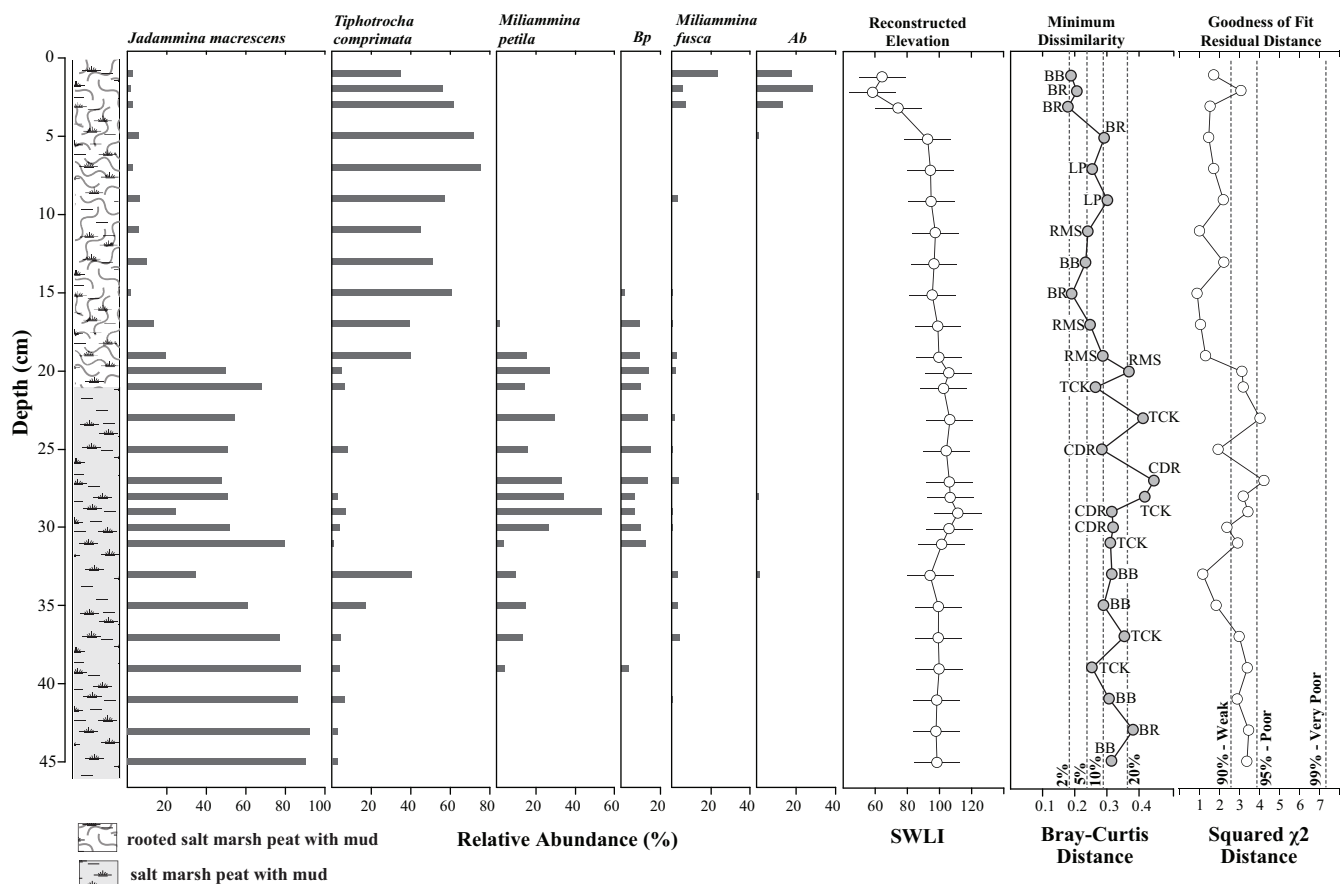 Jadammina macrescens
Tiphotrocha
comprimata
Miliammina
petila
Bp
Miliammina
fusca
Ab
Reconstructed
Elevation
Minimum
Dissimilarity
Goodness of Fit
Residual Distance
Depth (cm)
0
5
10
15
20
25
30
35
40
45
BB
BR
BR
BR
LP
LP
RMS
BB
BR
RMS
RMS
RMS
TCK
TCK
CDR
CDR
TCK
CDR
CDR
TCK
BB
BB
TCK
TCK
BB
BR
BB
2%
5%
10%
20%
90% - Weak
95% - Poor
99% - Very Poor
20 40 60 80 100
20 40 60 80
20 40 60
20
20 40
20 40
60 80 100 120
0.1 0.2 0.3 0.4
1 2 3 4 5 6 7
Relative Abundance (%)
SWLI
Bray-Curtis
Distance
Squared χ2
Distance
rooted salt marsh peat with mud
salt marsh peat with mud